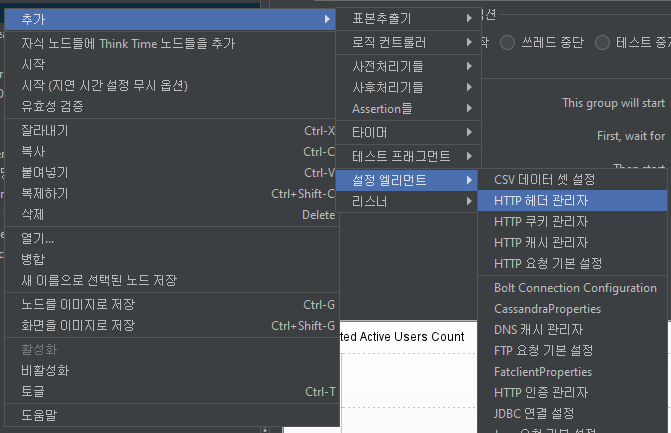 추가
자식 노드들에 Think Time 노드들을 추가
시작
시작 (지연 시간 설정 무시 옵션)
유효성 검증
잘라내기 Ctrl-X
복사 Ctrl-C
붙여넣기 Ctrl-V
복제하기 Ctrl+Shift-C
삭제 Delete
열기...
병합
새 이름으로 선택된 노드 저장
노드를 이미지로 저장 Ctrl-G
화면을 이미지로 저장 Ctrl+Shift-G
활성화
비활성화
토글 Ctrl-T
도움말
표본추출기
로직 컨트롤러
사전처리기들
사후처리기들
Assertion들
타이머
테스트 프래그먼트
설정 엘리먼트
리스너
CSV 데이터 셋 설정
HTTP 헤더 관리자
HTTP 쿠키 관리자
HTTP 캐시 관리자
HTTP 요청 기본 설정
Bolt Connection Configuration
CassandraProperties
DNS 캐시 관리자
FTP 요청 기본 설정
FatclientProperties
HTTP 인증 관리자
JDBC 연결 설정
쓰레드 중단
This group will start
First, wait for
ted Active Users Count